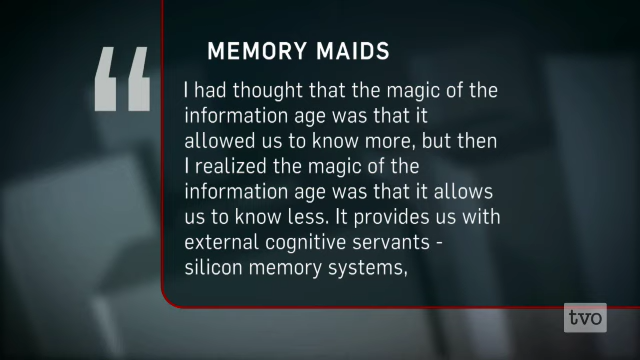 “
MEMORY MAIDS
I had thought that the magic of the
information age was that it
allowed us to know more, but then
I realized the magic of the
information age was that it allows
us to know less. It provides us with
external cognitive servants -
silicon memory systems,
tvo